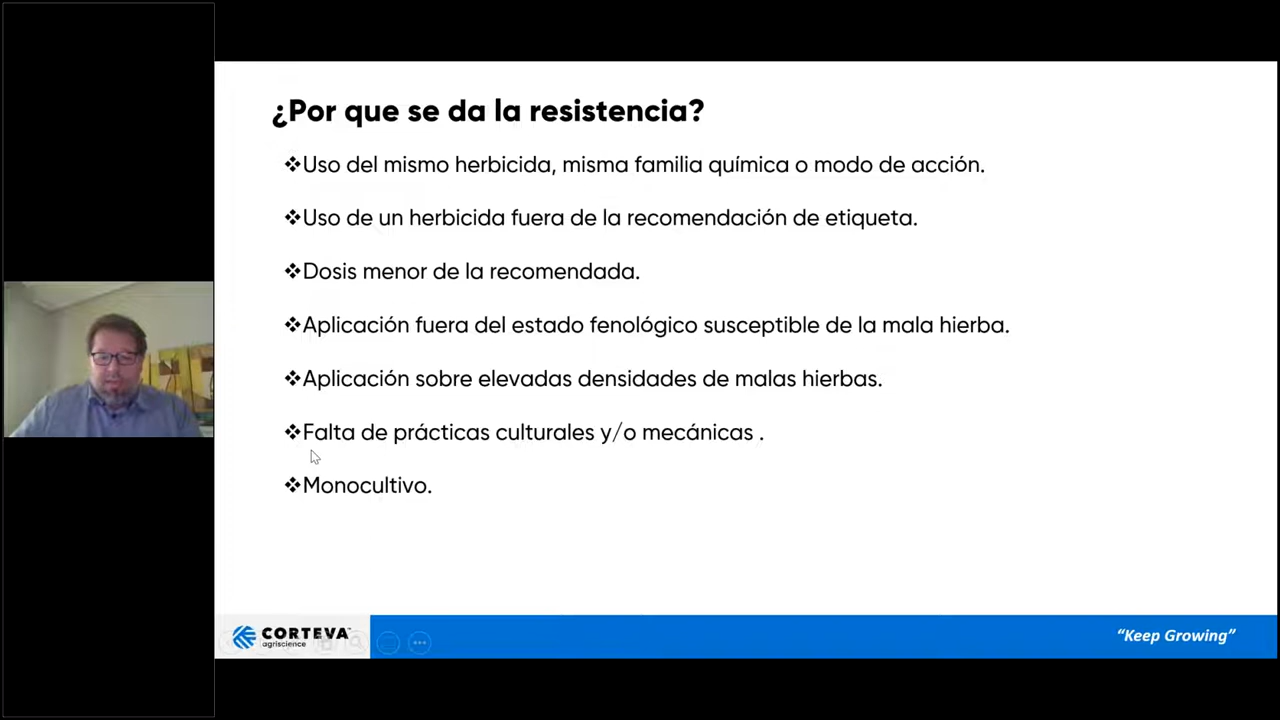 ¿Por que se da la resistencia?
❖Uso del mismo herbicida, misma familia química o modo de acción.
❖Uso de un herbicida fuera de la recomendación de etiqueta.
❖Dosis menor de la recomendada.
❖Aplicación fuera del estado fenológico susceptible de la mala hierba.
❖Aplicación sobre elevadas densidades de malas hierbas.
❖Falta de prácticas culturales y/o mecánicas .
❖Monocultivo.
CORTEVA™
agriscience
“Keep Growing”